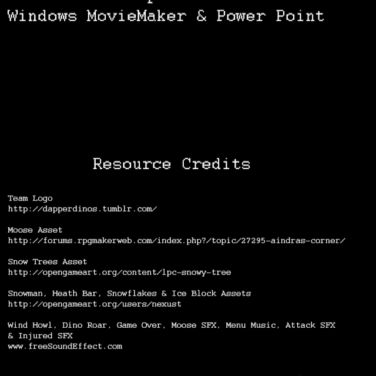 Windows MovieMaker & Power Point
Resource Credits
Team Logo
http://dapperdinos.tumblr.com/
Moose Asset
http://forums.rpgmakerweb.com/index.php?/topic/27295-aindras-corner/
Snow Trees Asset
http://opengameart.org/content/lpc-snowy-tree
Snowman, Heath Bar, Snowflakes & Ice Block Assets
http://opengameart.org/users/nexust
Wind Howl, Dino Roar, Game Over, Moose SFX, Menu Music, Attack SFX
& Injured SFX
www.freeSoundEffect.com